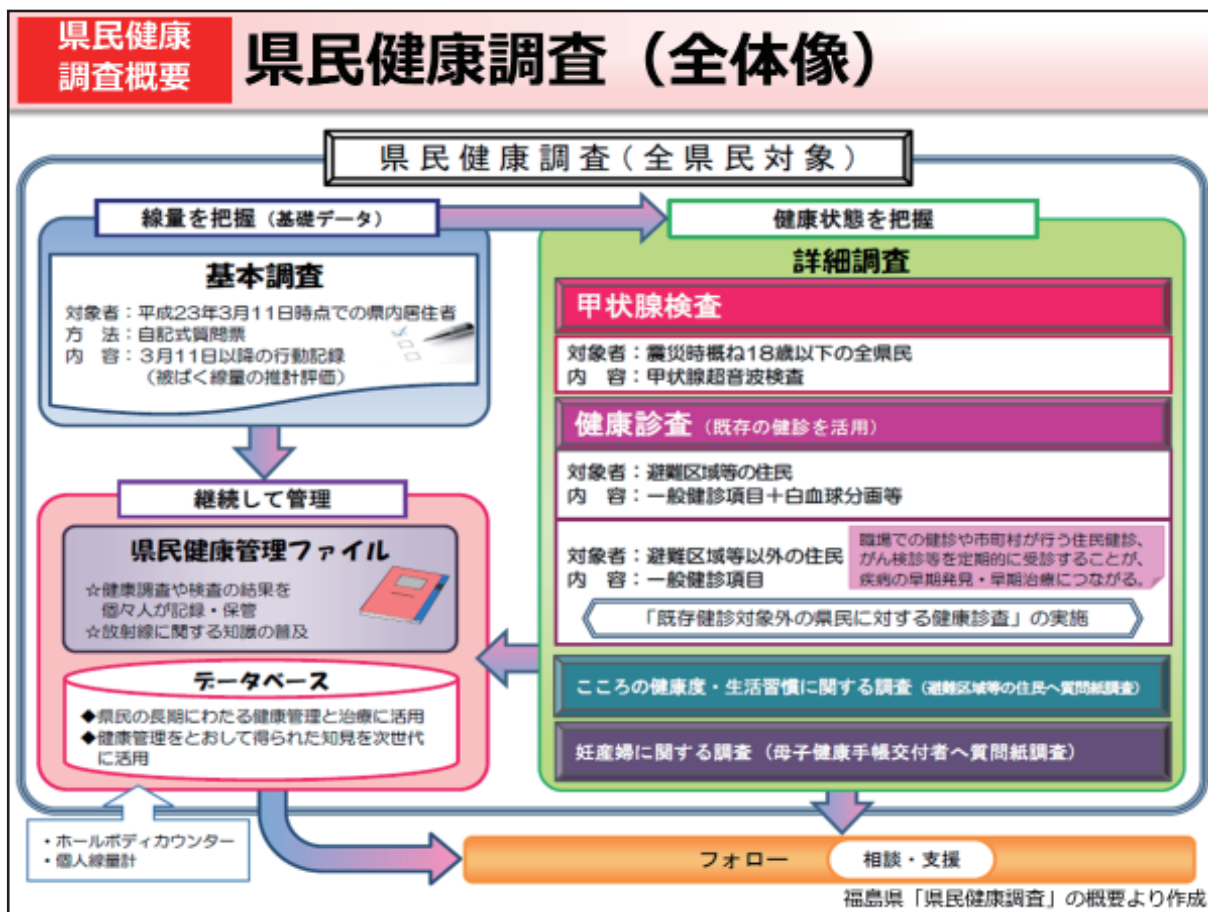 県民健康
調査概要
県民健康調査（全体像）
県民健康調査（全県民対象）
線量を把握（基礎データ）
基本調査
対象者：平成23年3月11日時点での県内居住者
方　法：自記式質問票
内　容：３月11日以降の行動記録
（被ばく線量の推計評価）
継続して管理
県民健康管理ファイル
☆健康調査や検査の結果を
個々人が記録・保管
☆放射線に関する知識の普及
データベース
◆県民の長期にわたる健康管理と治療に活用
◆健康管理をとおして得られた知見を次世代
に活用
・ホールボディカウンター
・個人線量計
健康状態を把握
詳細調査
甲状腺検査
対象者：震災時概ね18歳以下の全県民
内　容：甲状腺超音波検査
健康診査（既存の健診を活用）
対象者：避難区域等の住民
内　容：一般健診項目＋白血球分画等
対象者：避難区域等以外の住民
内　容：一般健診項目
職場での健診や市町村が行う住民健診、
がん検診等を定期的に受診することが、
疾病の早期発見・早期治療につながる。
「既存健診対象外の県民に対する健康診査」の実施
こころの健康度・生活習慣に関する調査（避難区域等の住民へ質問紙調査）
妊産婦に関する調査（母子健康手帳交付者へ質問紙調査）
フォロー　相談・支援
福島県「県民健康調査」の概要より作成